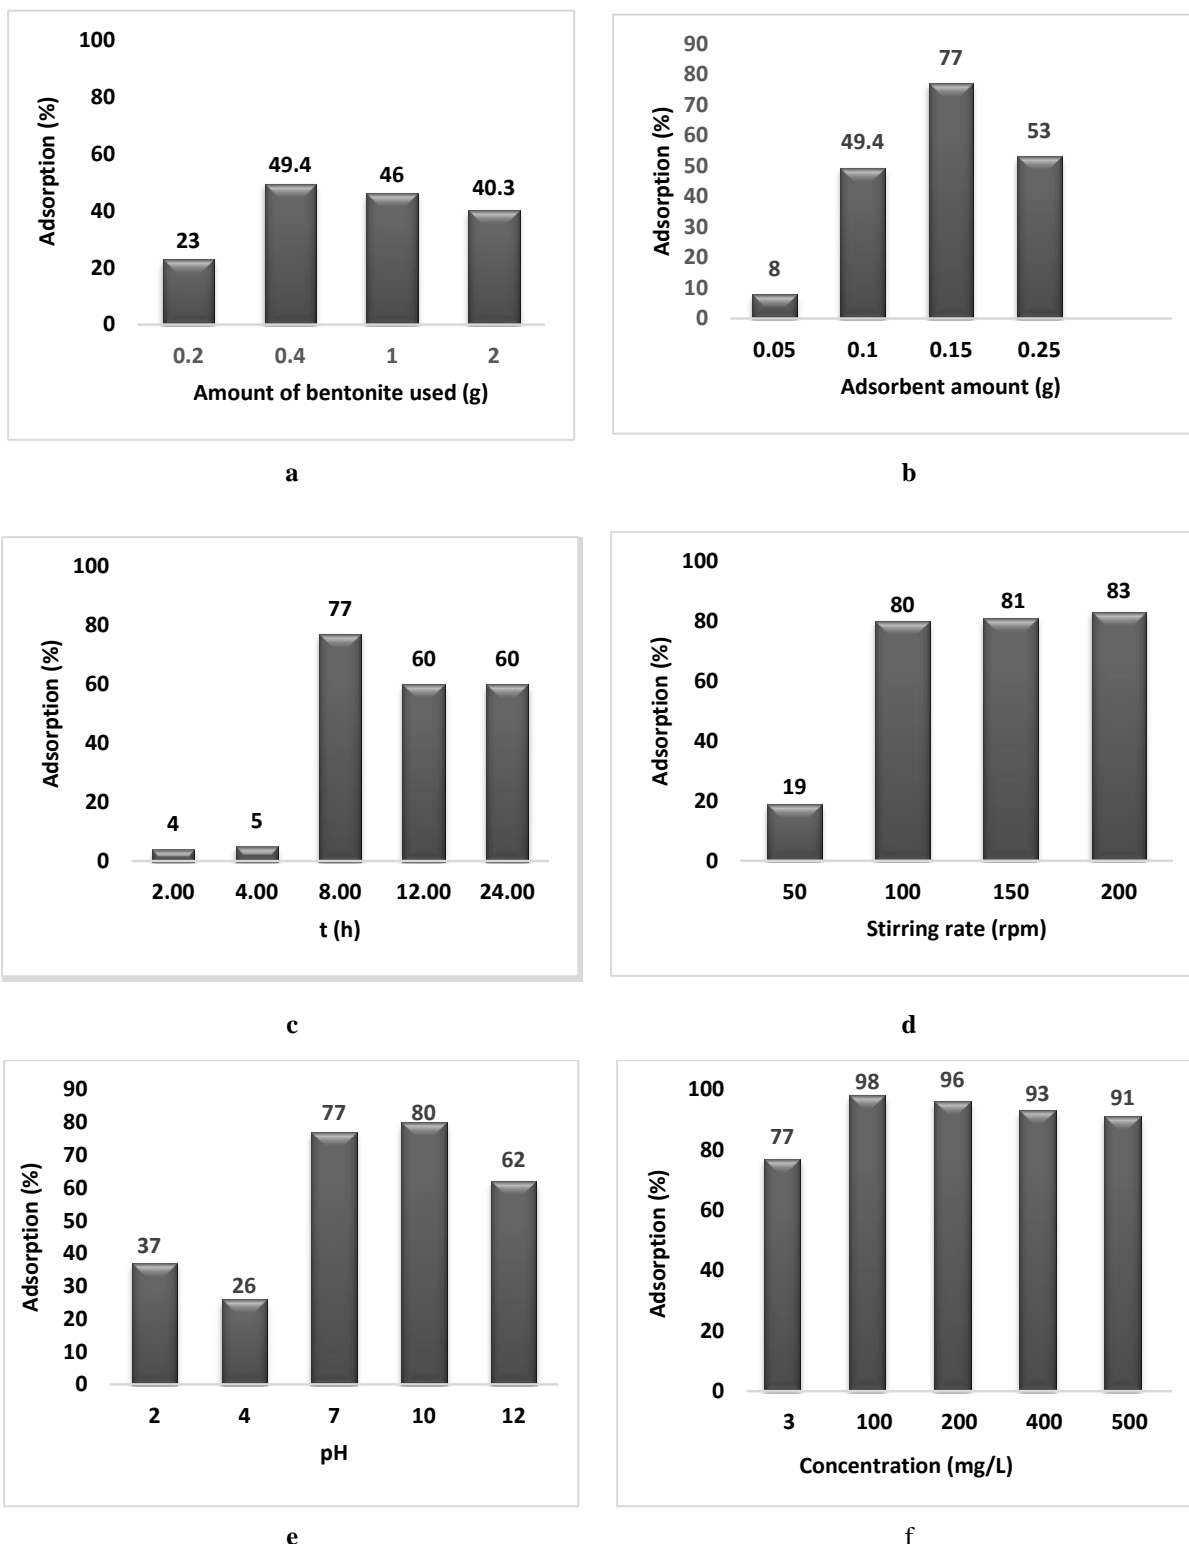 100
80
60
40
20
0
Adsorption (%)
23
49.4
46
40.3
0.2 0.4 1 2
Amount of bentonite used (g)
a
90
80
70
60
50
40
30
20
10
0
Adsorption (%)
8
49.4
77
53
0.05 0.1 0.15 0.25
Adsorbent amount (g)
b
100
80
60
40
20
0
Adsorption (%)
4
5
77
60
60
2.00 4.00 8.00 12.00 24.00
t (h)
c
100
80
60
40
20
0
Adsorption (%)
19
80
81
83
50 100 150 200
Stirring rate (rpm)
d
90
80
70
60
50
40
30
20
10
0
Adsorption (%)
37
26
77
80
62
2 4 7 10 12
pH
e
100
80
60
40
20
0
Adsorption (%)
77
98
96
93
91
3 100 200 400 500
Concentration (mg/L)
f